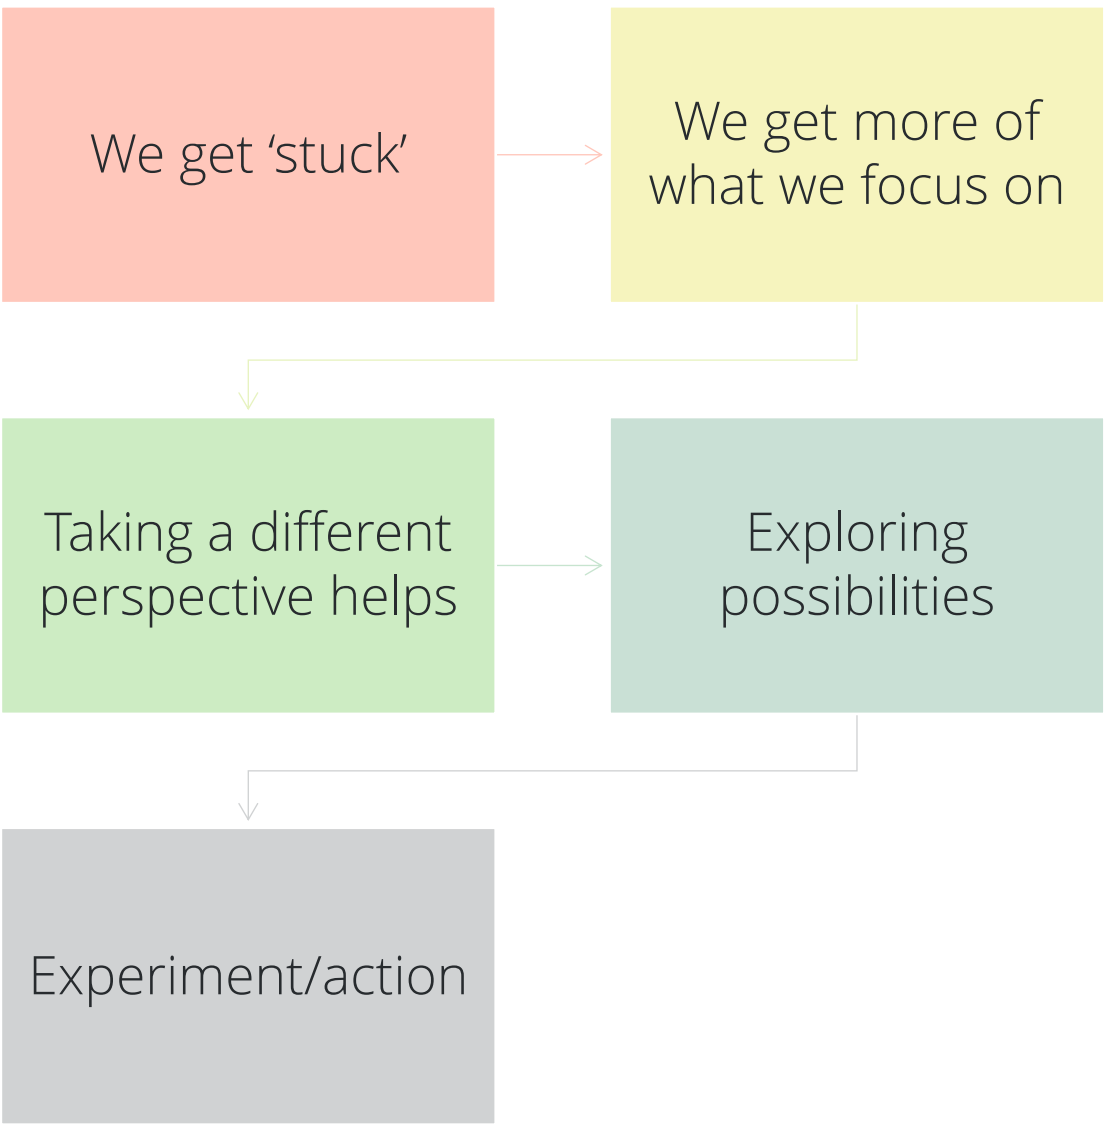 We get ‘stuck’
We get more of
what we focus on
Taking a different
perspective helps
Exploring
possibilities
Experiment/action